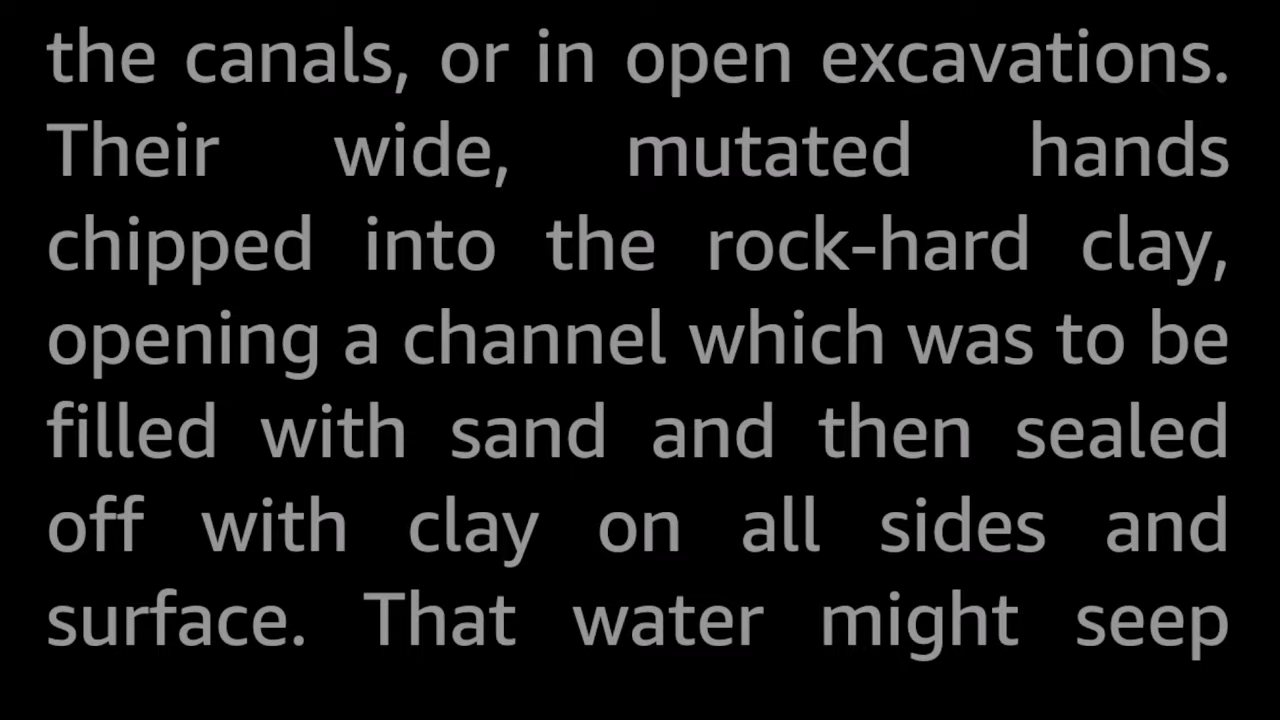 the canals, or in open excavations.
Their wide, mutated hands
chipped into the rock-hard clay,
opening a channel which was to be
filled with sand and then sealed
off with clay on all sides and
surface. That water might seep